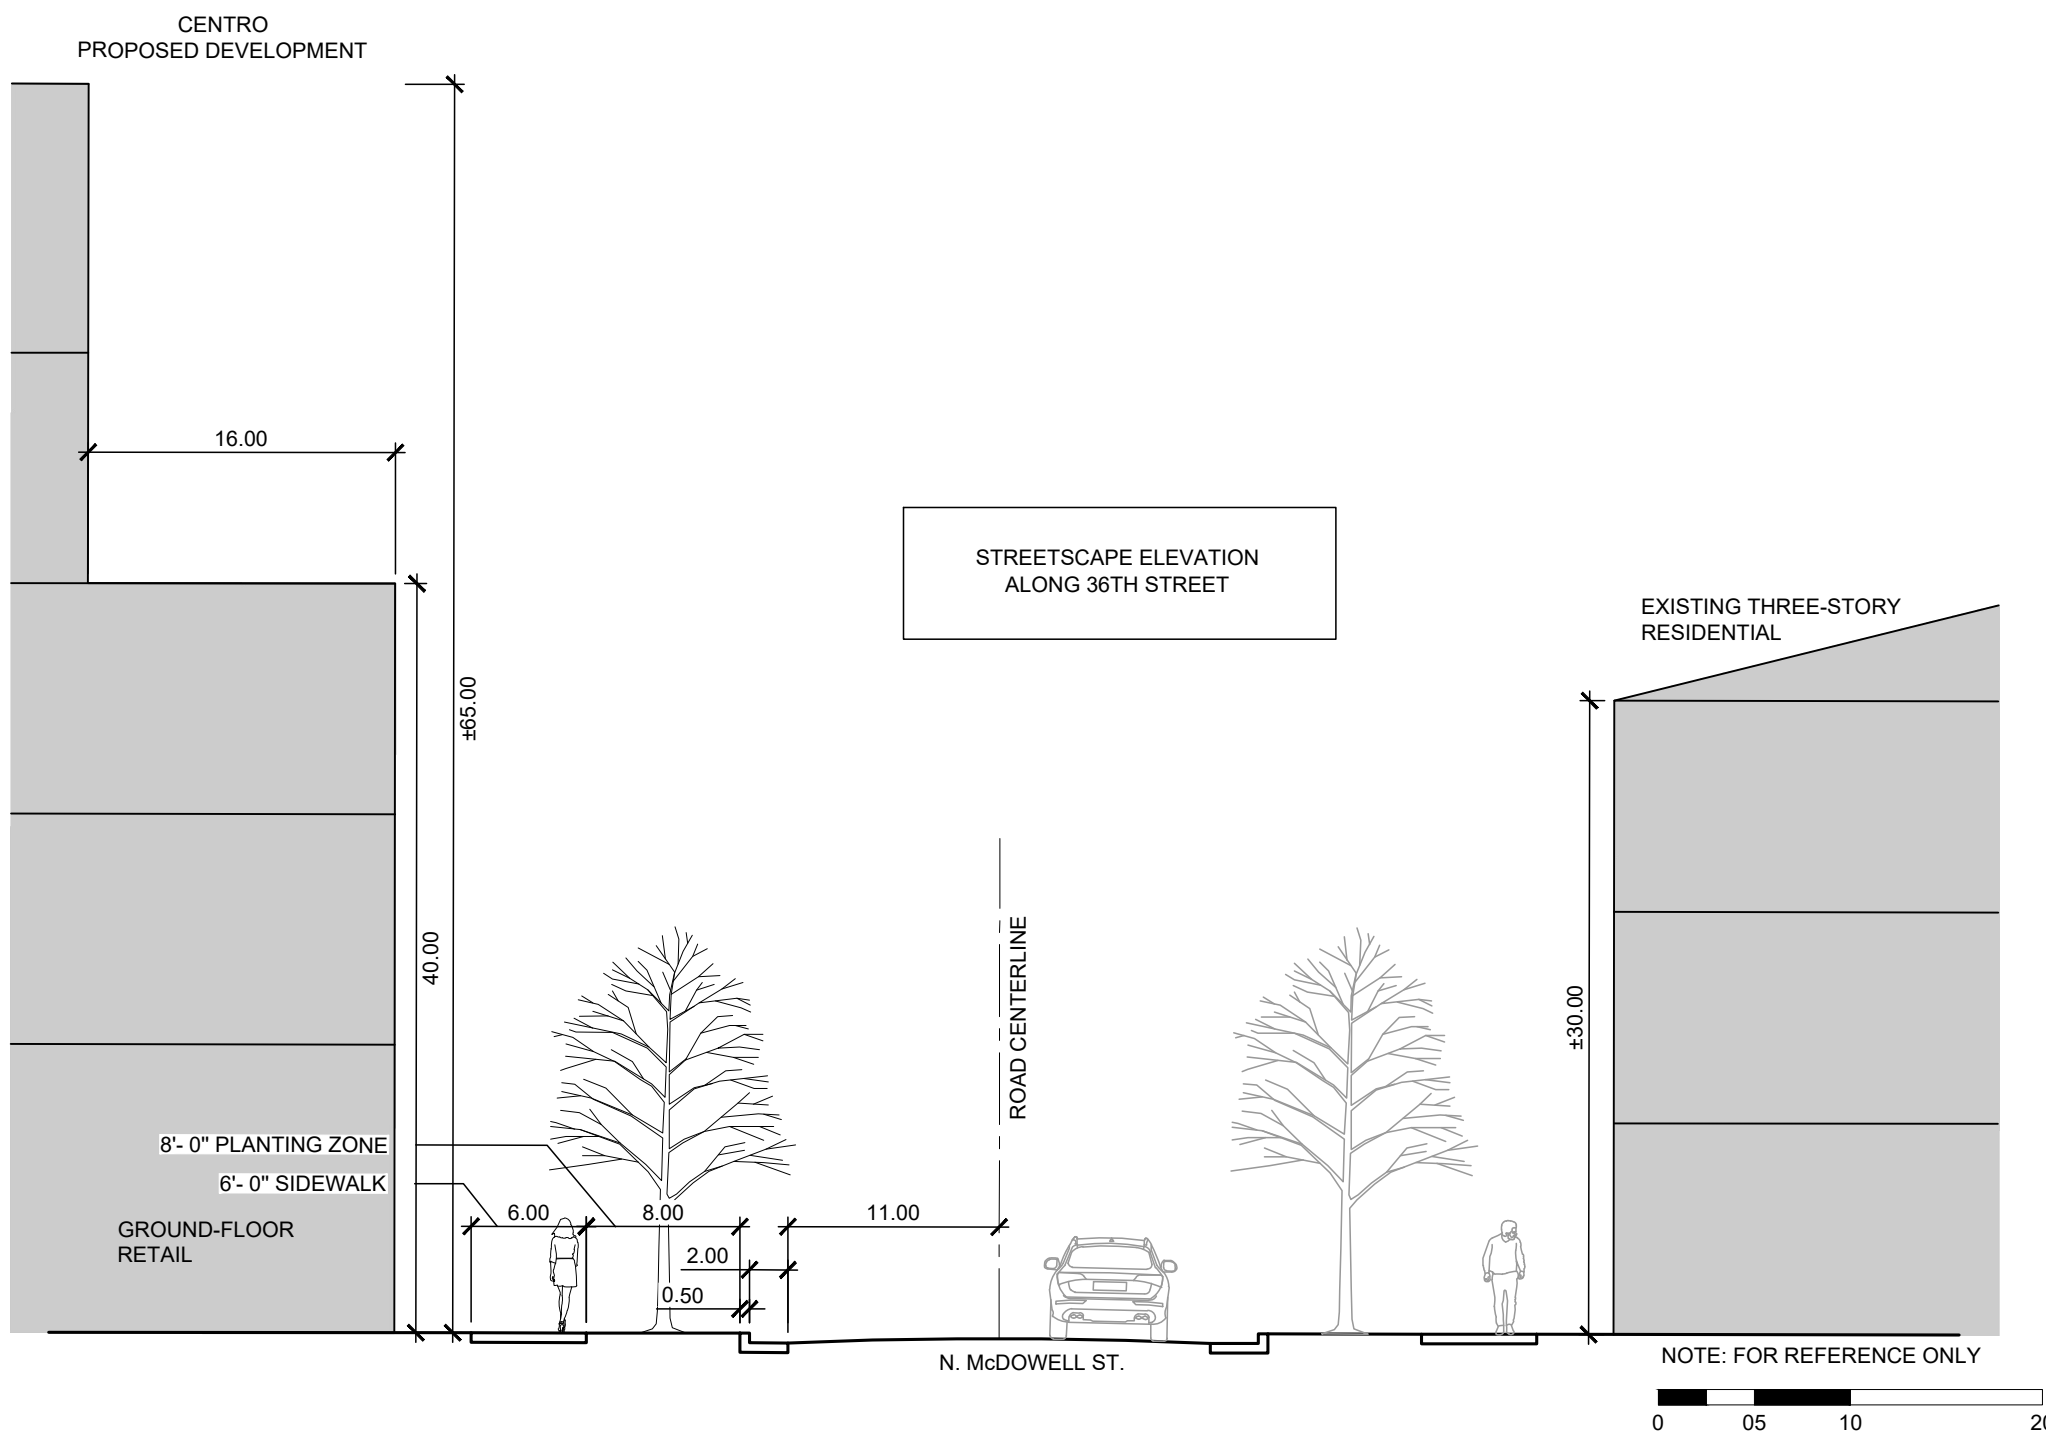 CENTRO
PROPOSED DEVELOPMENT
16.00
STREETSCAPE ELEVATION
ALONG 36TH STREET
EXISTING THREE-STORY
RESIDENTIAL
±65.00
40.00
ROAD CENTERLINE
±30.00
8'- 0" PLANTING ZONE
6'- 0" SIDEWALK
6.00
8.00
11.00
GROUND-FLOOR
RETAIL
2.00
0.50
N. McDOWELL ST.
NOTE: FOR REFERENCE ONLY
0 05 10